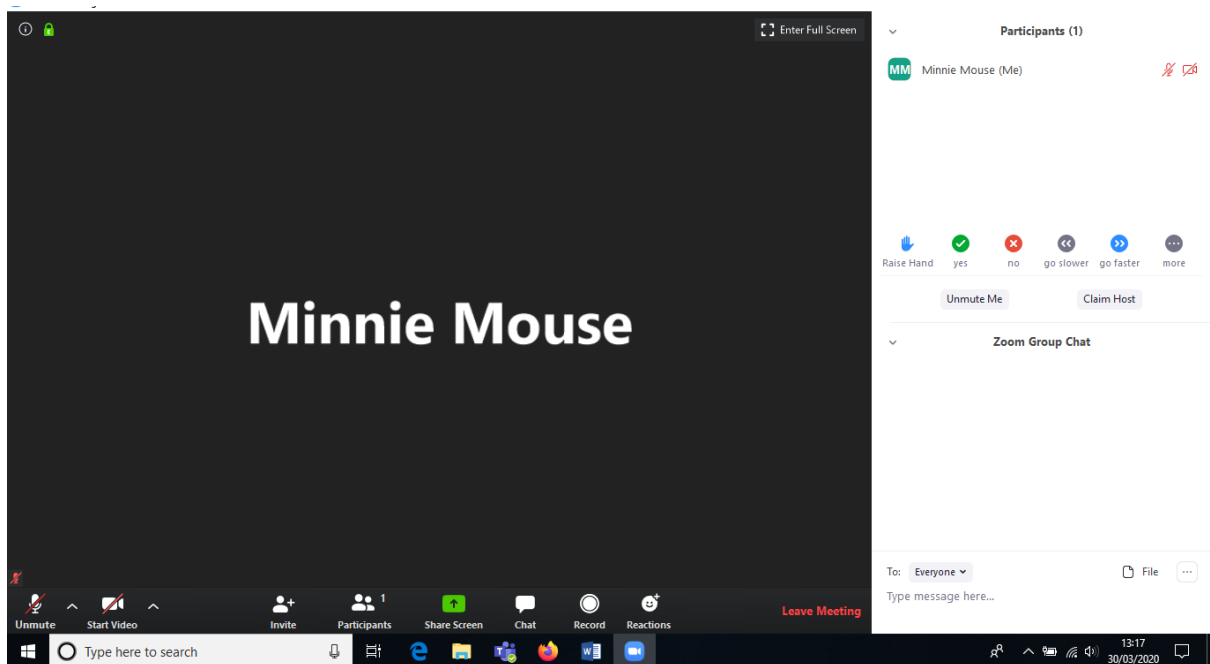 Enter Full Screen
Participants (1)
MM Minnie Mouse (Me)
Raise Hand yes no go slower go faster more
Unmute Me Claim Host
Minnie Mouse
Zoom Group Chat
To: Everyone File ...
Type message here...
1
Unmute Start Video Invite Participants Share Screen Chat Record Reactions Leave Meeting
Type here to search
13:17
30/03/2020